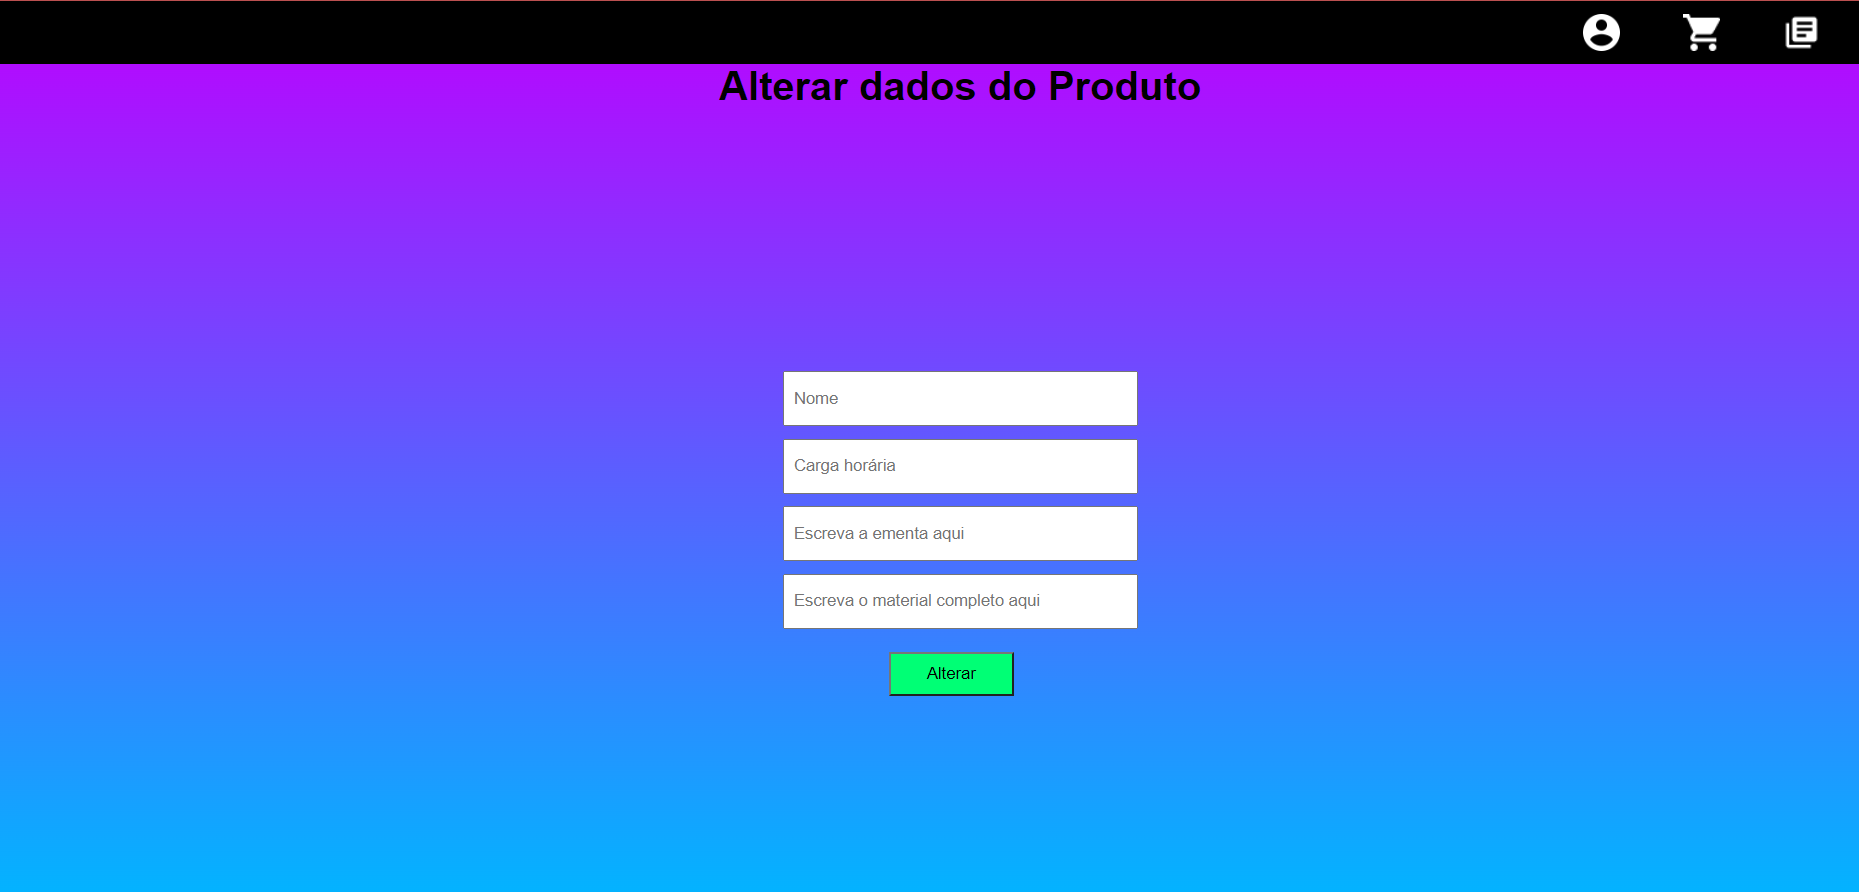 Alterar dados do Produto
Nome
Carga horária
Escreva a ementa aqui
Escreva o material completo aqui
Alterar